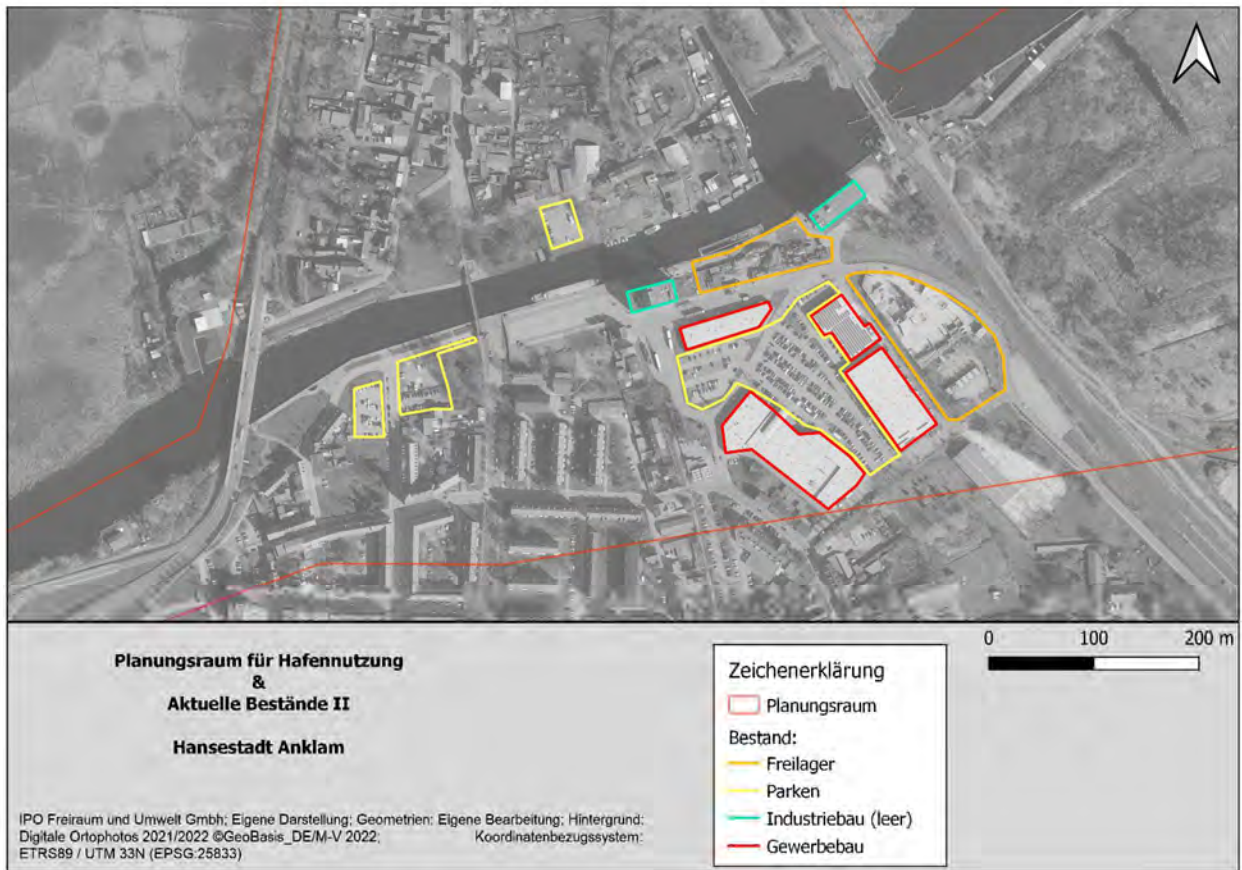 Planungsraum für Hafennutzung
&
Aktuelle Bestände II
Hansestadt Anklam
IPO Freiraum und Umwelt Gmbh; Eigene Darstellung; Geometrien: Eigene Bearbeitung; Hintergrund:
Digitale Ortophotos 2021/2022 ©GeoBasis_DE/M-V 2022; Koordinatenbezugssystem:
ETRS89 / UTM 33N (EPSG:25833)
Zeichenerklärung
Planungsraum
Bestand:
Freilager
Parken
Industriebau (leer)
Gewerbebau
0 100 200 m